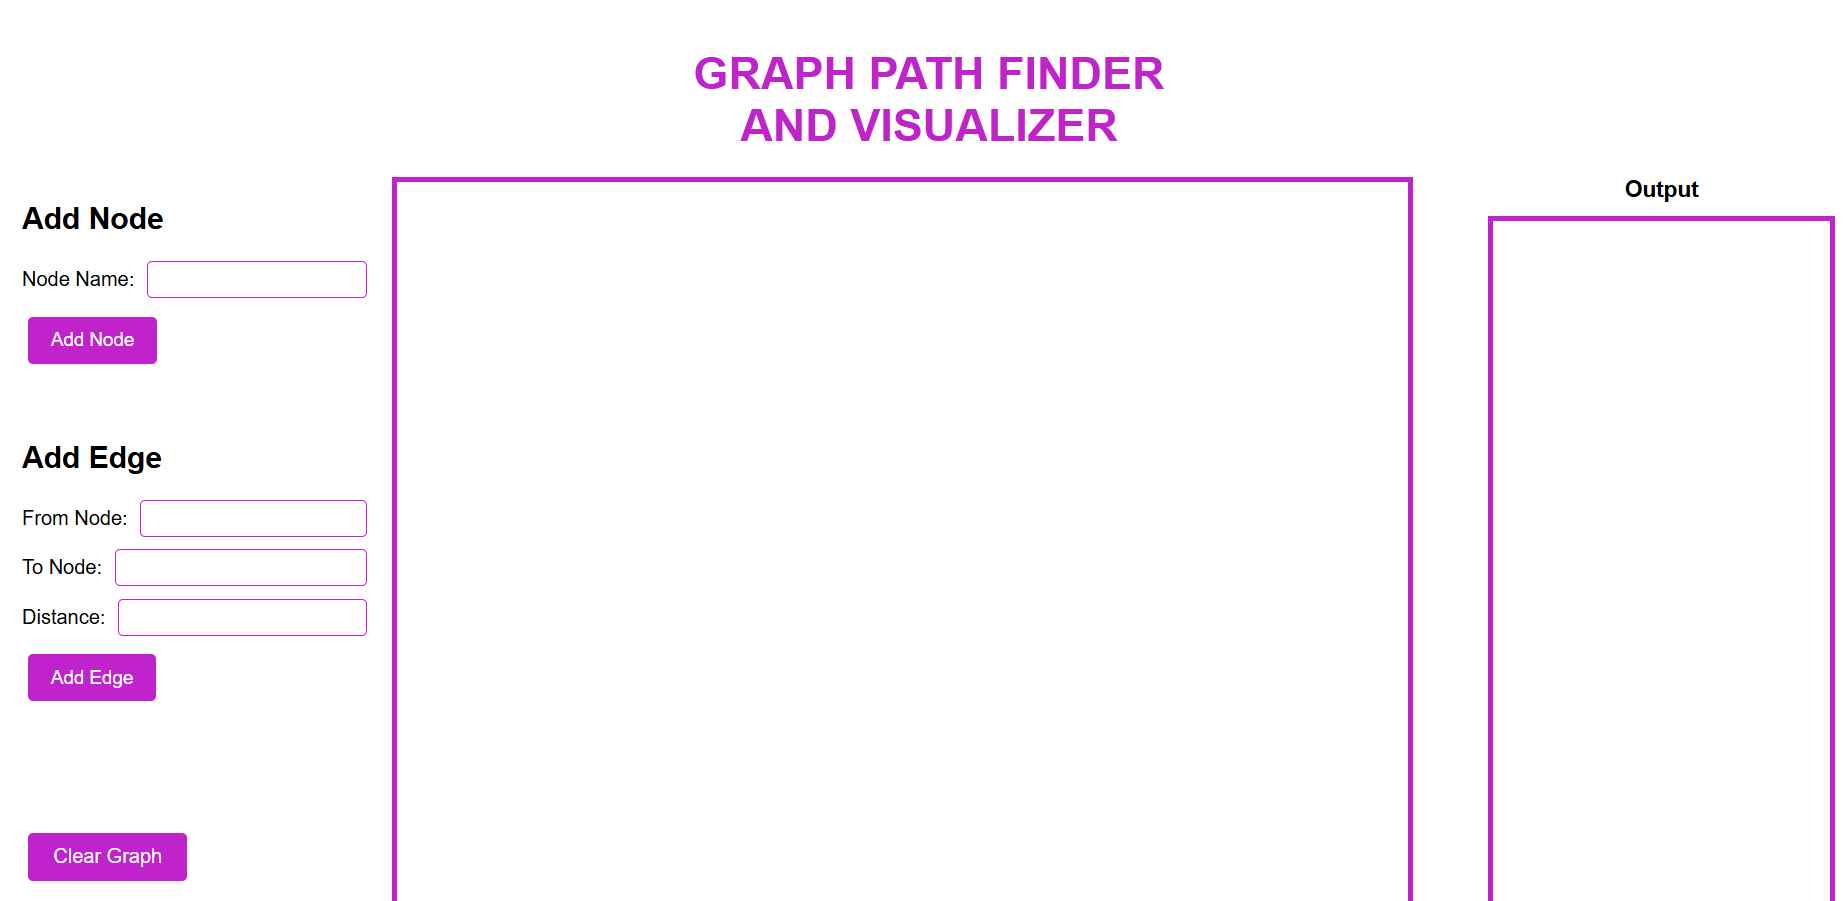 GRAPH PATH FINDER
AND VISUALIZER
Add Node
Node Name:
Add Node
Add Edge
From Node:
To Node:
Distance:
Add Edge
Clear Graph
Output